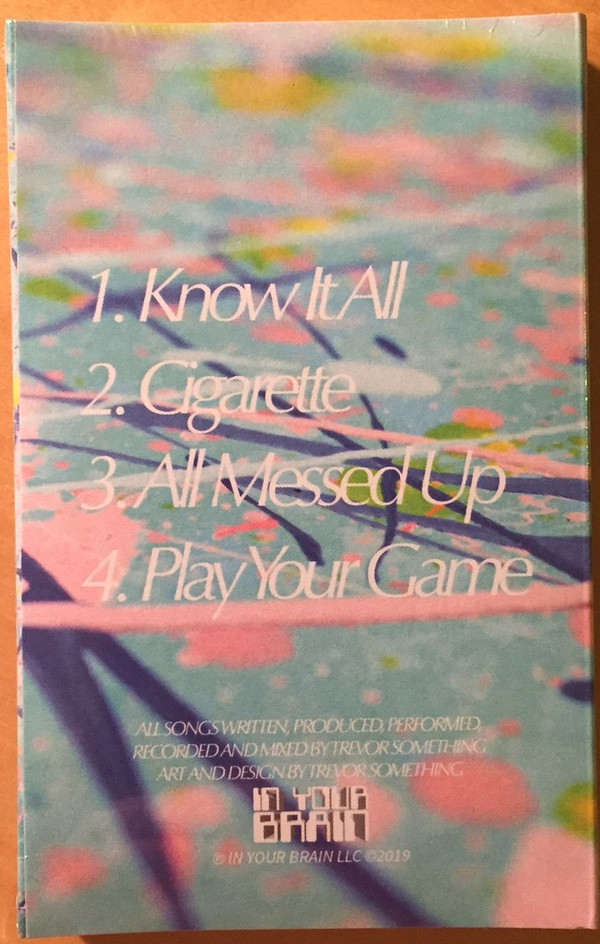 1. Know It All
2. Cigarette
3. All Messed Up
4. Play Your Game
ALL SONGS WRITTEN, PRODUCED, PERFORMED,
RECORDED AND MIXED BY TREVOR SOMETHING
ART AND DESIGN BY TREVOR SOMETHING
IN YOUR
BRAIN
℗ IN YOUR BRAIN LLC ©2019